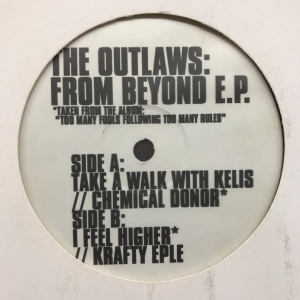 THE OUTLAWS:
FROM BEYOND E.P.
*TAKEN FROM THE ALBUM:
"TOO MANY FOOLS FOLLOWING TOO MANY RULES"
SIDE A:
TAKE A WALK WITH KELIS
// CHEMICAL DONOR*
SIDE B:
I FEEL HIGHER*
// KRAFTY EPLE